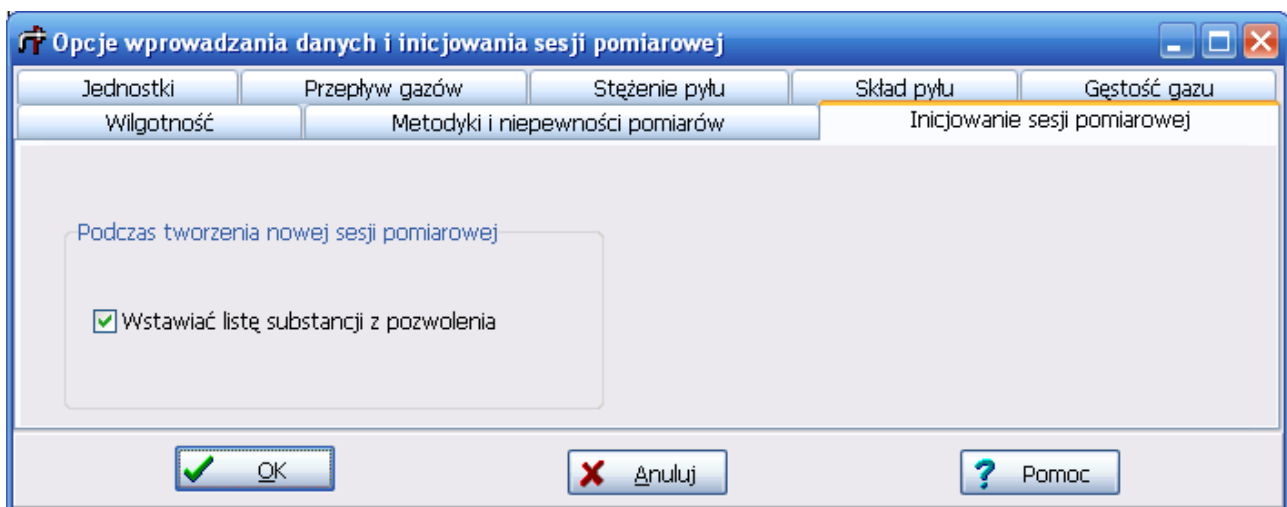 Opcje wprowadzania danych i inicjowania sesji pomiarowej
Jednostki Przepływ gazów Stężenie pyłu Skład pyłu Gęstość gazu
Wilgotność Metodyki i niepewności pomiarów Inicjowanie sesji pomiarowej
Podczas tworzenia nowej sesji pomiarowej
Wstawiać listę substancji z pozwolenia
OK Anuluj Pomoc